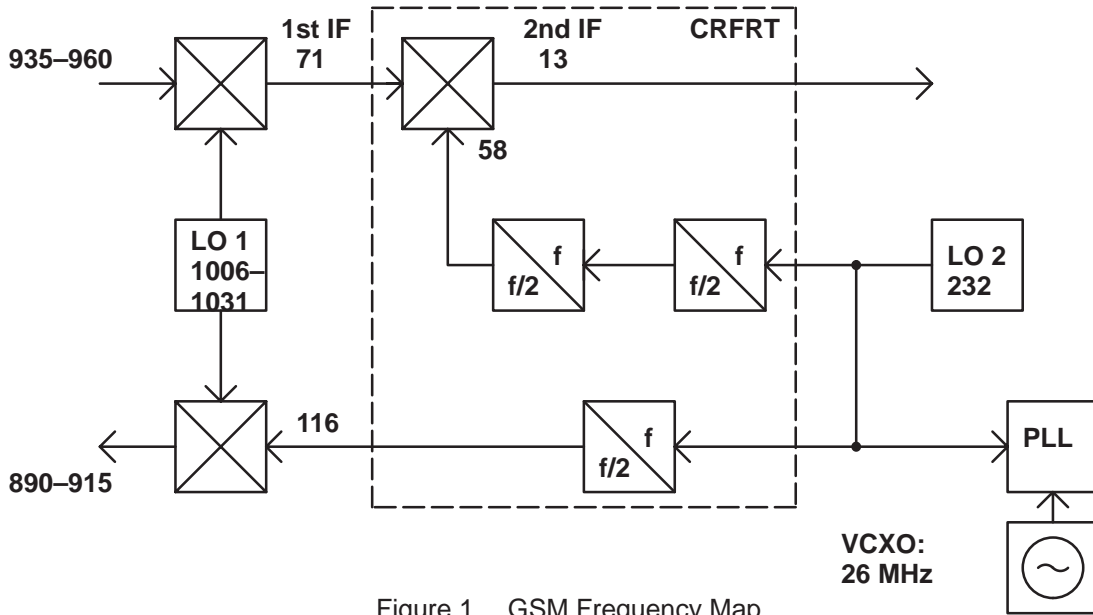 1st IF
71
2nd IF
13
CRFRT
935–960
58
LO 1
1006–
1031
f
f/2
f
f/2
LO 2
232
116
f
f/2
PLL
890–915
VCXO:
26 MHz
Figure 1. GSM Frequency Map